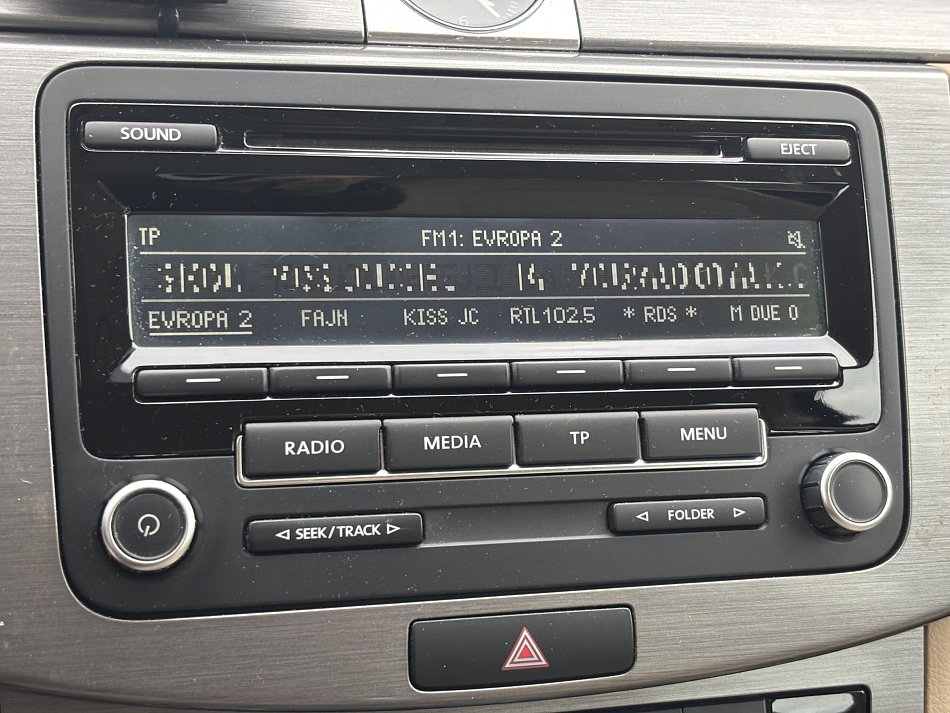 6
SOUND
EJECT
TP FM1: EVROPA 2
EVROPA 2 FAJN KISS JC RTL102.5 * RDS * M DUE O
RADIO MEDIA TP MENU
SEEK/TRACK FOLDER